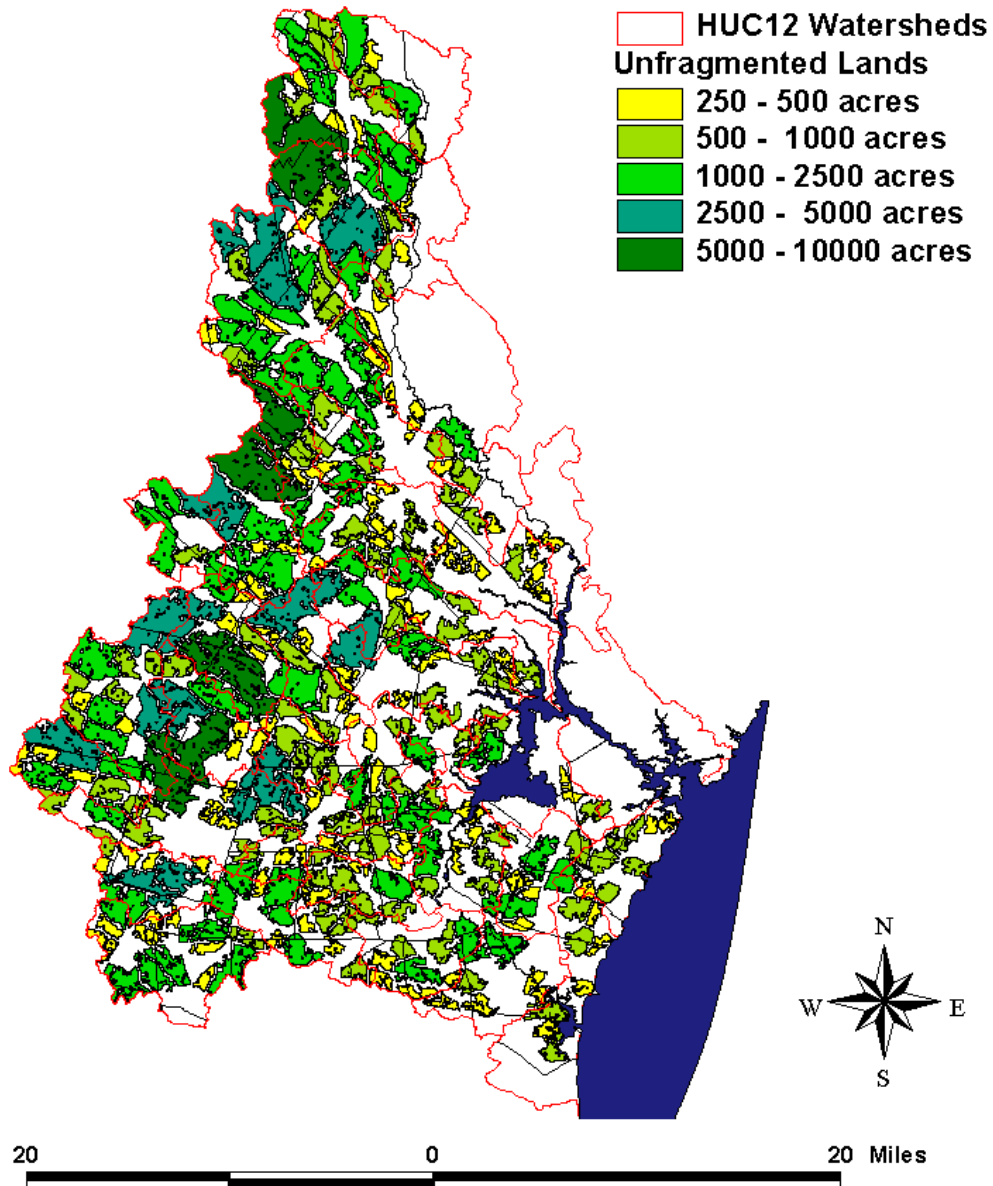 HUC12 Watersheds
Unfragmented Lands
250 - 500 acres
500 - 1000 acres
1000 - 2500 acres
2500 - 5000 acres
5000 - 10000 acres
N
W E
S
20 0 20 Miles